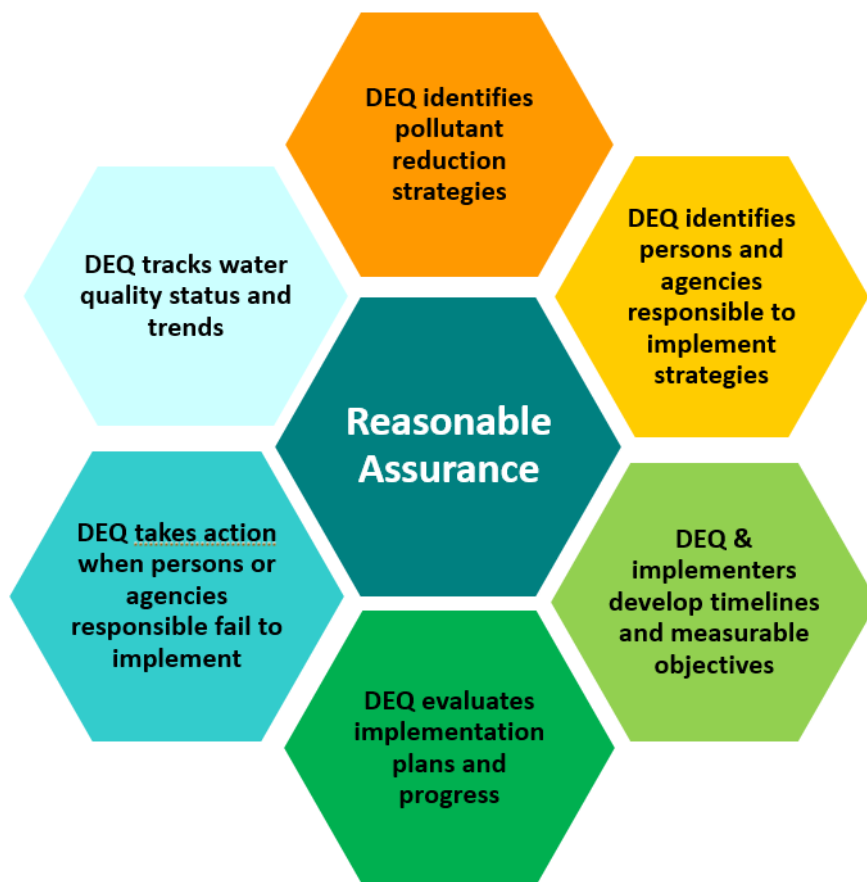 DEQ identifies
pollutant
reduction
strategies
DEQ identifies
persons and
agencies
responsible to
implement
strategies
DEQ tracks water
quality status and
trends
Reasonable
Assurance
DEQ takes action
when persons or
agencies
responsible fail to
implement
DEQ &
implementers
develop timelines
and measurable
objectives
DEQ evaluates
implementation
plans and
progress